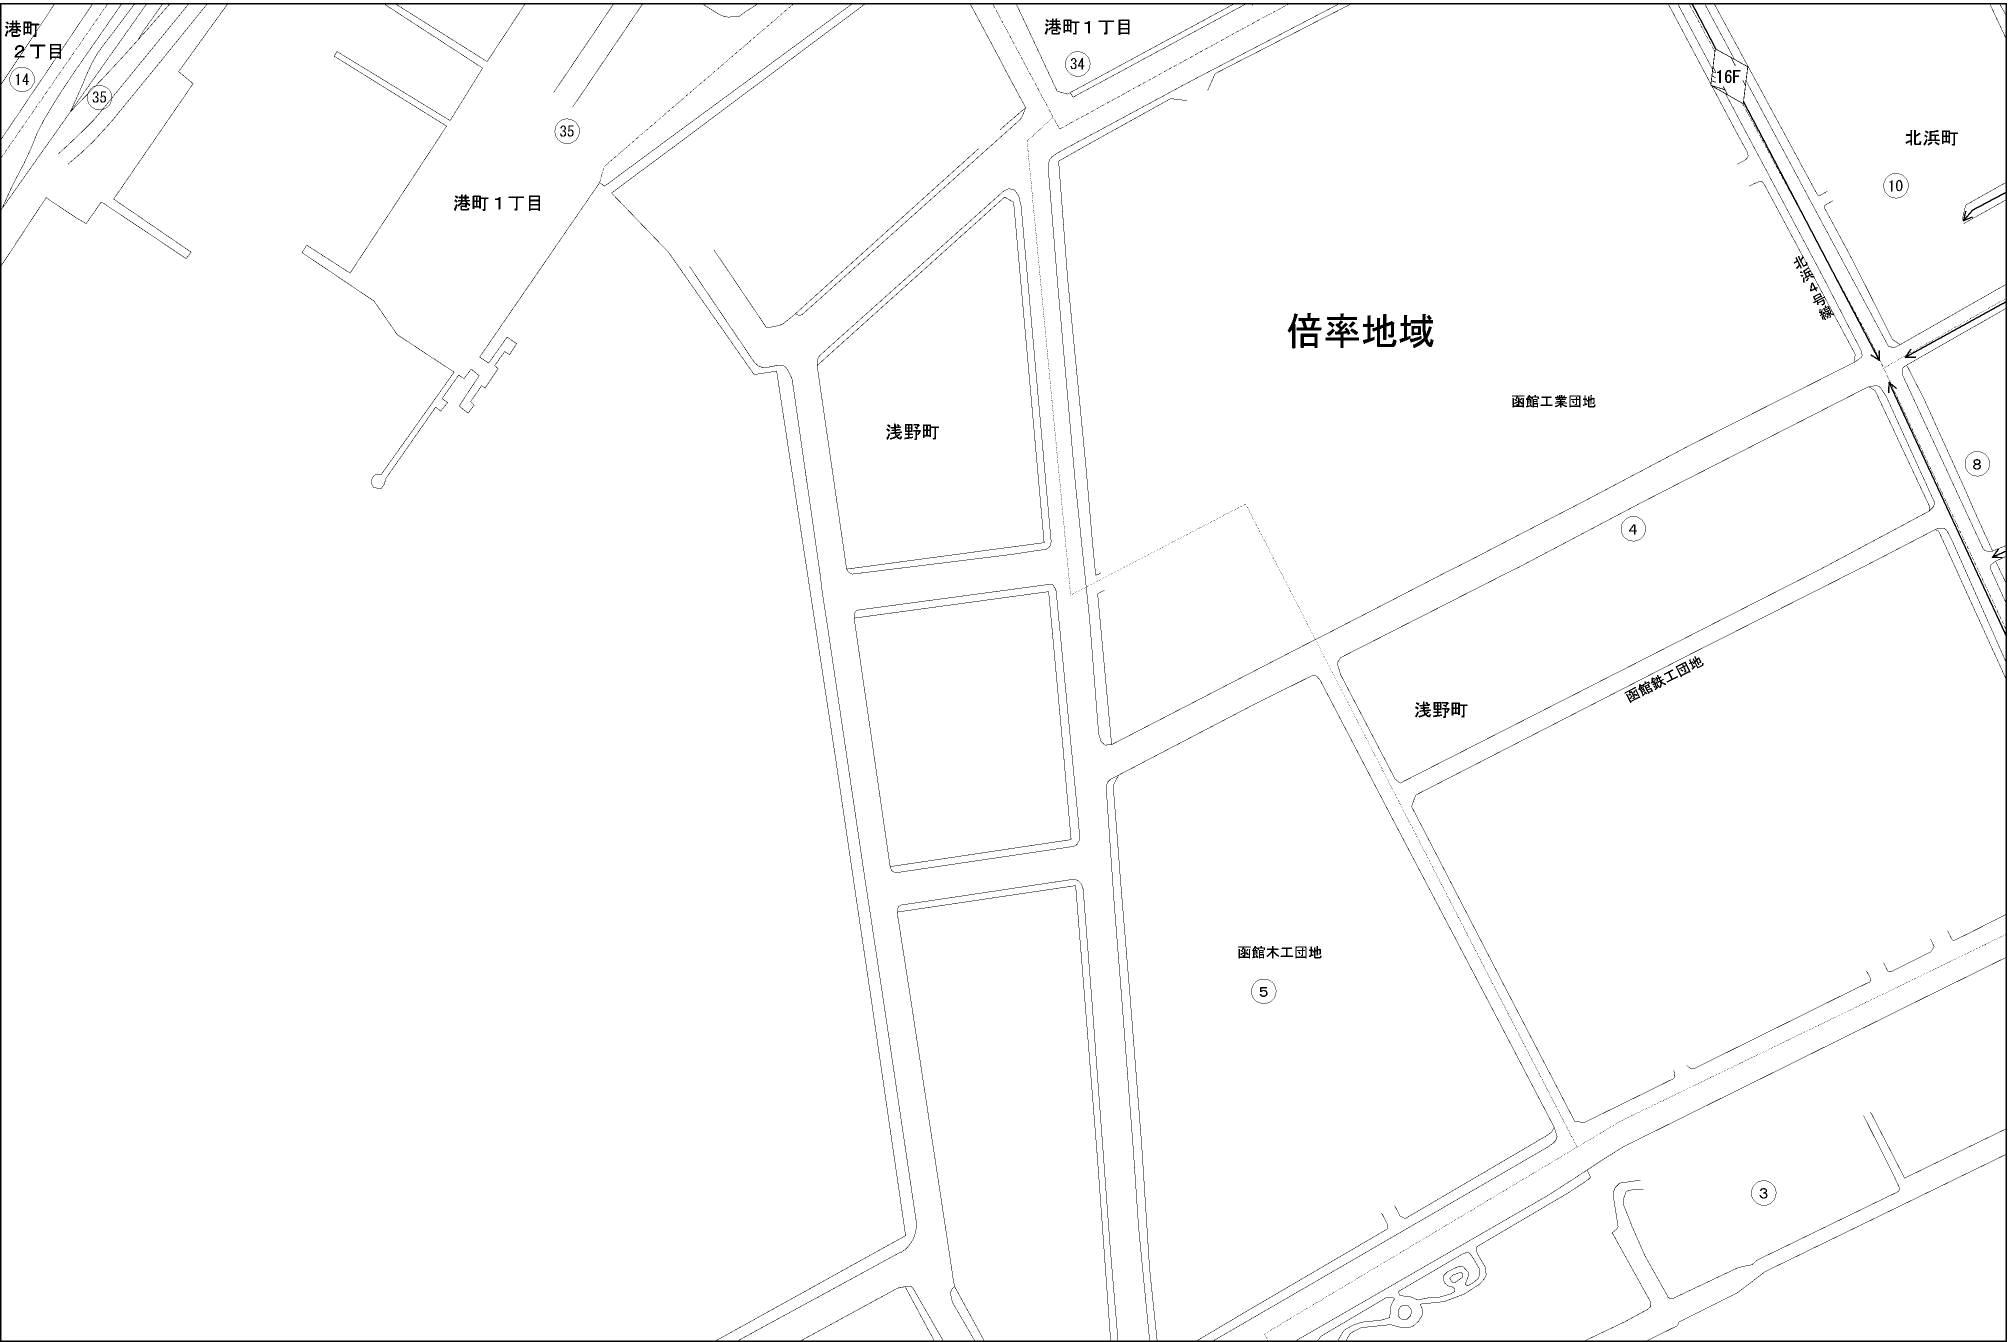 港町
２丁目
14
35
35
港町１丁目
港町１丁目
34
16F
北浜町
10
北浜４号線
倍率地域
函館工業団地
浅野町
8
4
函館鉄工団地
浅野町
函館木工団地
5
3